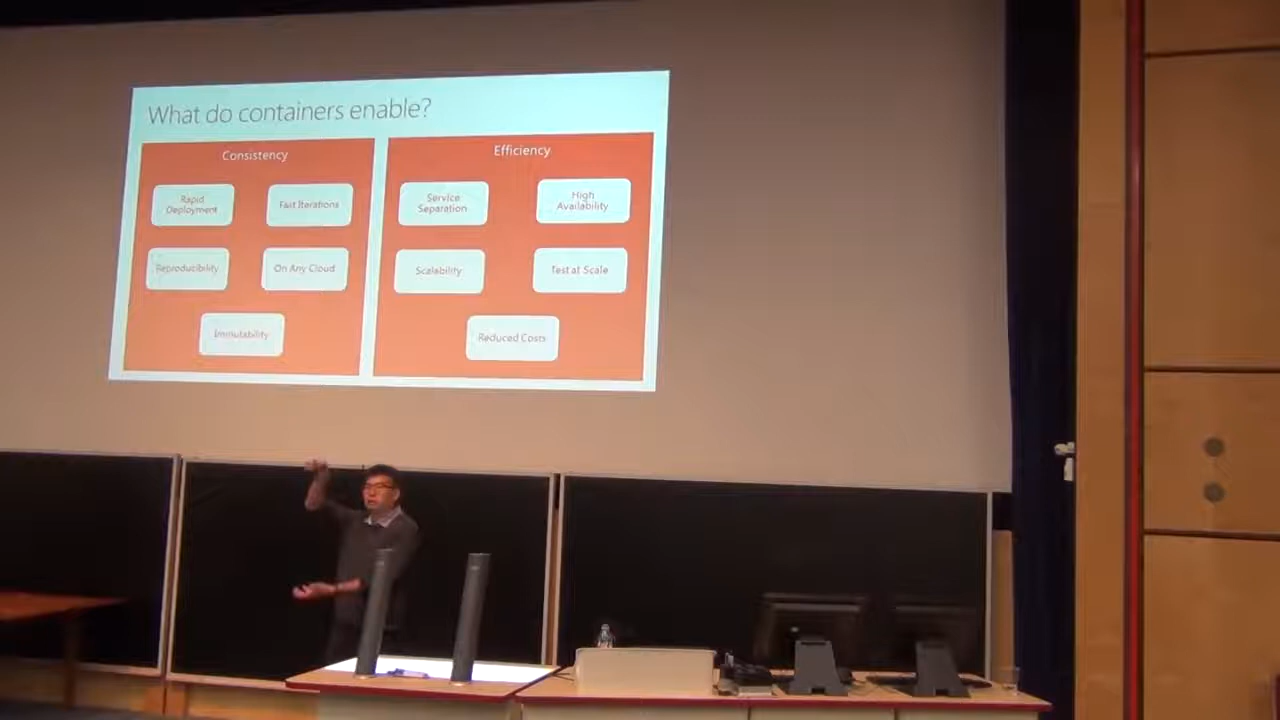 What do containers enable?
Consistency
Rapid
Deployment
Fast Iterations
Reproducibility
On Any Cloud
Immutability
Efficiency
Service
Separation
High
Availability
Scalability
Test at Scale
Reduced Costs